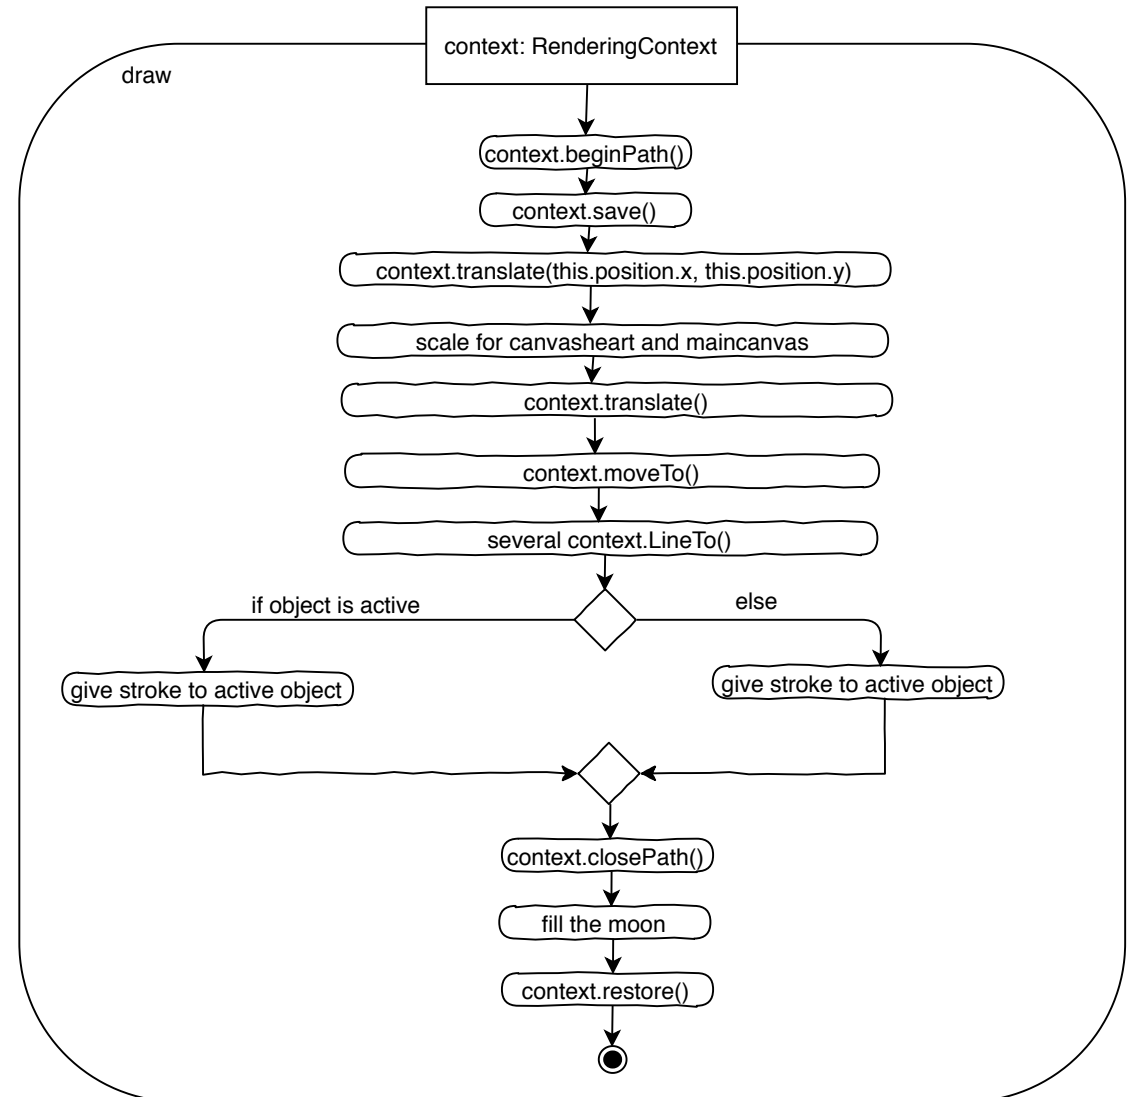 context: RenderingContext
draw
context.beginPath()
context.save()
context.translate(this.position.x, this.position.y)
scale for canvasheart and maincanvas
context.translate()
context.moveTo()
several context.LineTo()
if object is active
else
give stroke to active object
give stroke to active object
context.closePath()
fill the moon
context.restore()